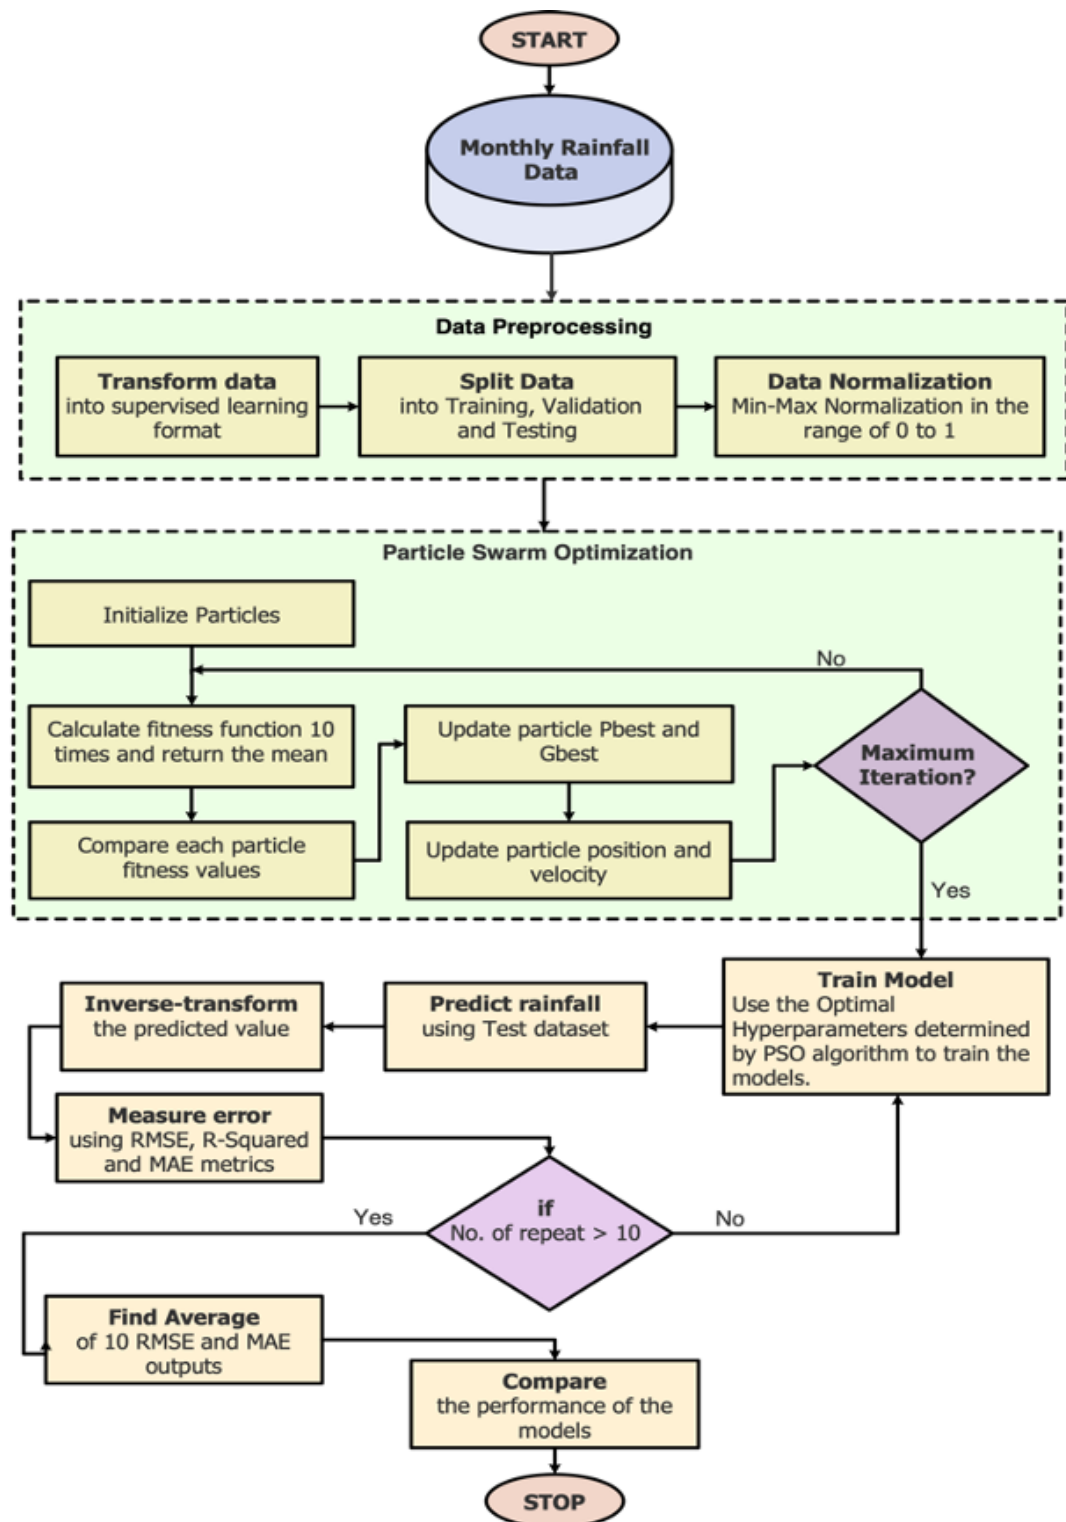 START
Monthly Rainfall
Data
Data Preprocessing
Transform data
into supervised learning
format
Split Data
into Training, Validation
and Testing
Data Normalization
Min-Max Normalization in the
range of 0 to 1
Particle Swarm Optimization
Initialize Particles
No
Calculate fitness function 10
times and return the mean
Update particle Pbest and
Gbest
Maximum
Iteration?
Compare each particle
fitness values
Update particle position and
velocity
Yes
Train Model
Use the Optimal
Hyperparameters determined
by PSO algorithm to train the
models.
Predict rainfall
using Test dataset
Inverse-transform
the predicted value
Measure error
using RMSE, R-Squared
and MAE metrics
if
No. of repeat > 10
Yes
No
Find Average
of 10 RMSE and MAE
outputs
Compare
the performance of the
models
STOP